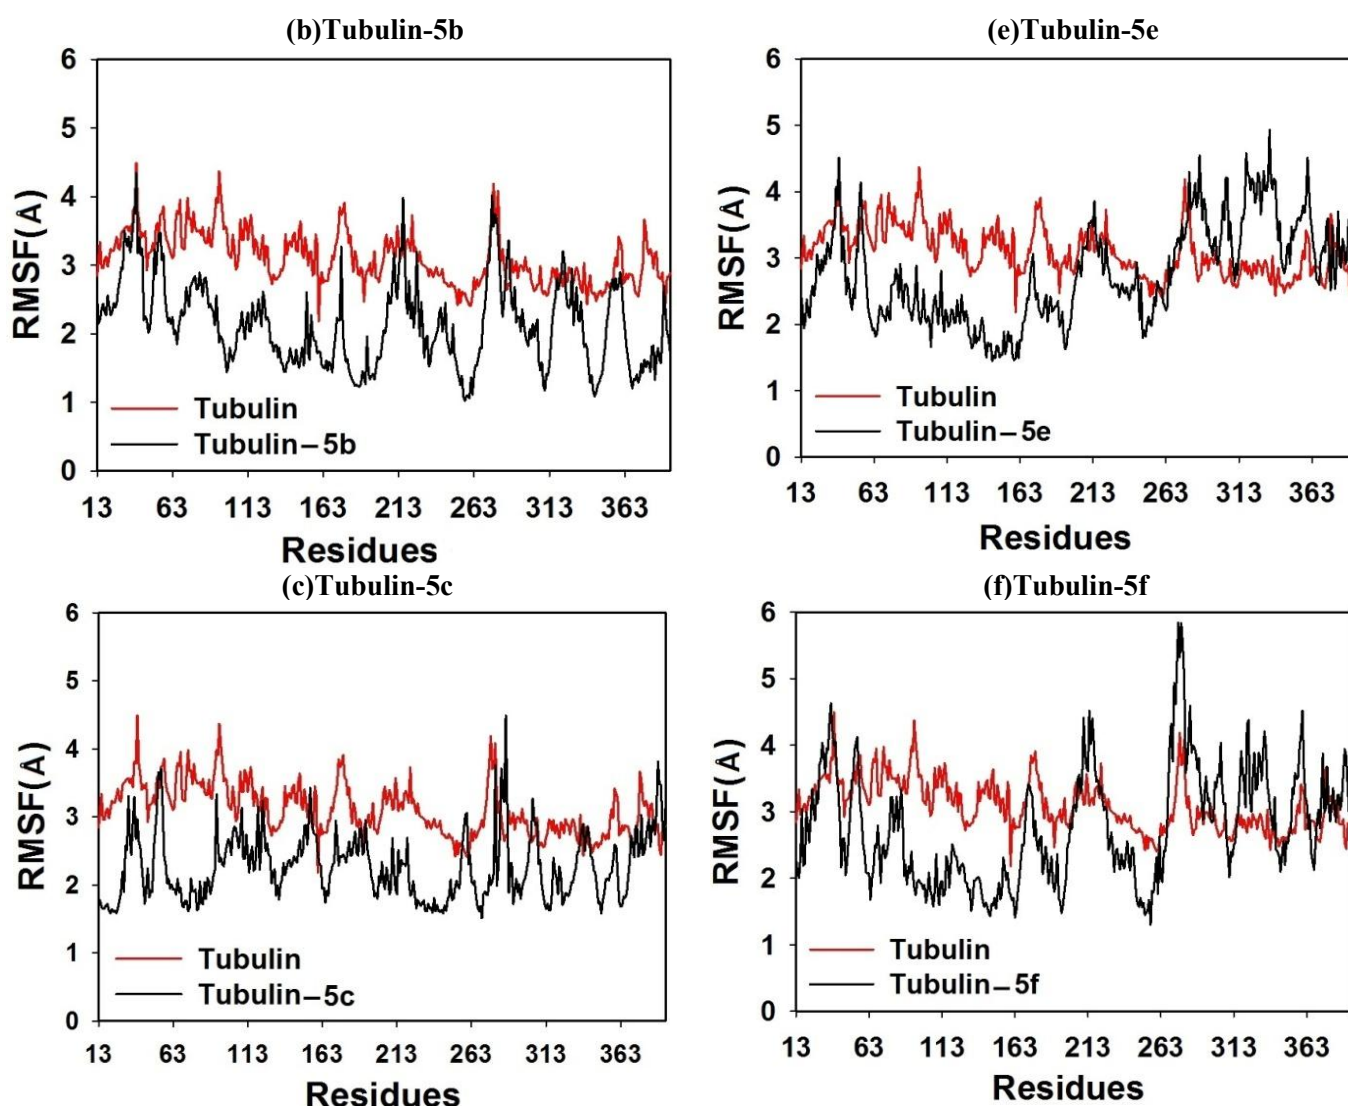 (b)Tubulin-5b
6
5
4
3
2
1
0
RMSF(A)
Tubulin
Tubulin–5b
13 63 113 163 213 263 313 363
Residues
(e)Tubulin-5e
6
5
4
3
2
1
0
RMSF(A)
Tubulin
Tubulin–5e
13 63 113 163 213 263 313 363
Residues
(c)Tubulin-5c
6
5
4
3
2
1
0
RMSF(A)
Tubulin
Tubulin–5c
13 63 113 163 213 263 313 363
Residues
(f)Tubulin-5f
6
5
4
3
2
1
0
RMSF(A)
Tubulin
Tubulin–5f
13 63 113 163 213 263 313 363
Residues